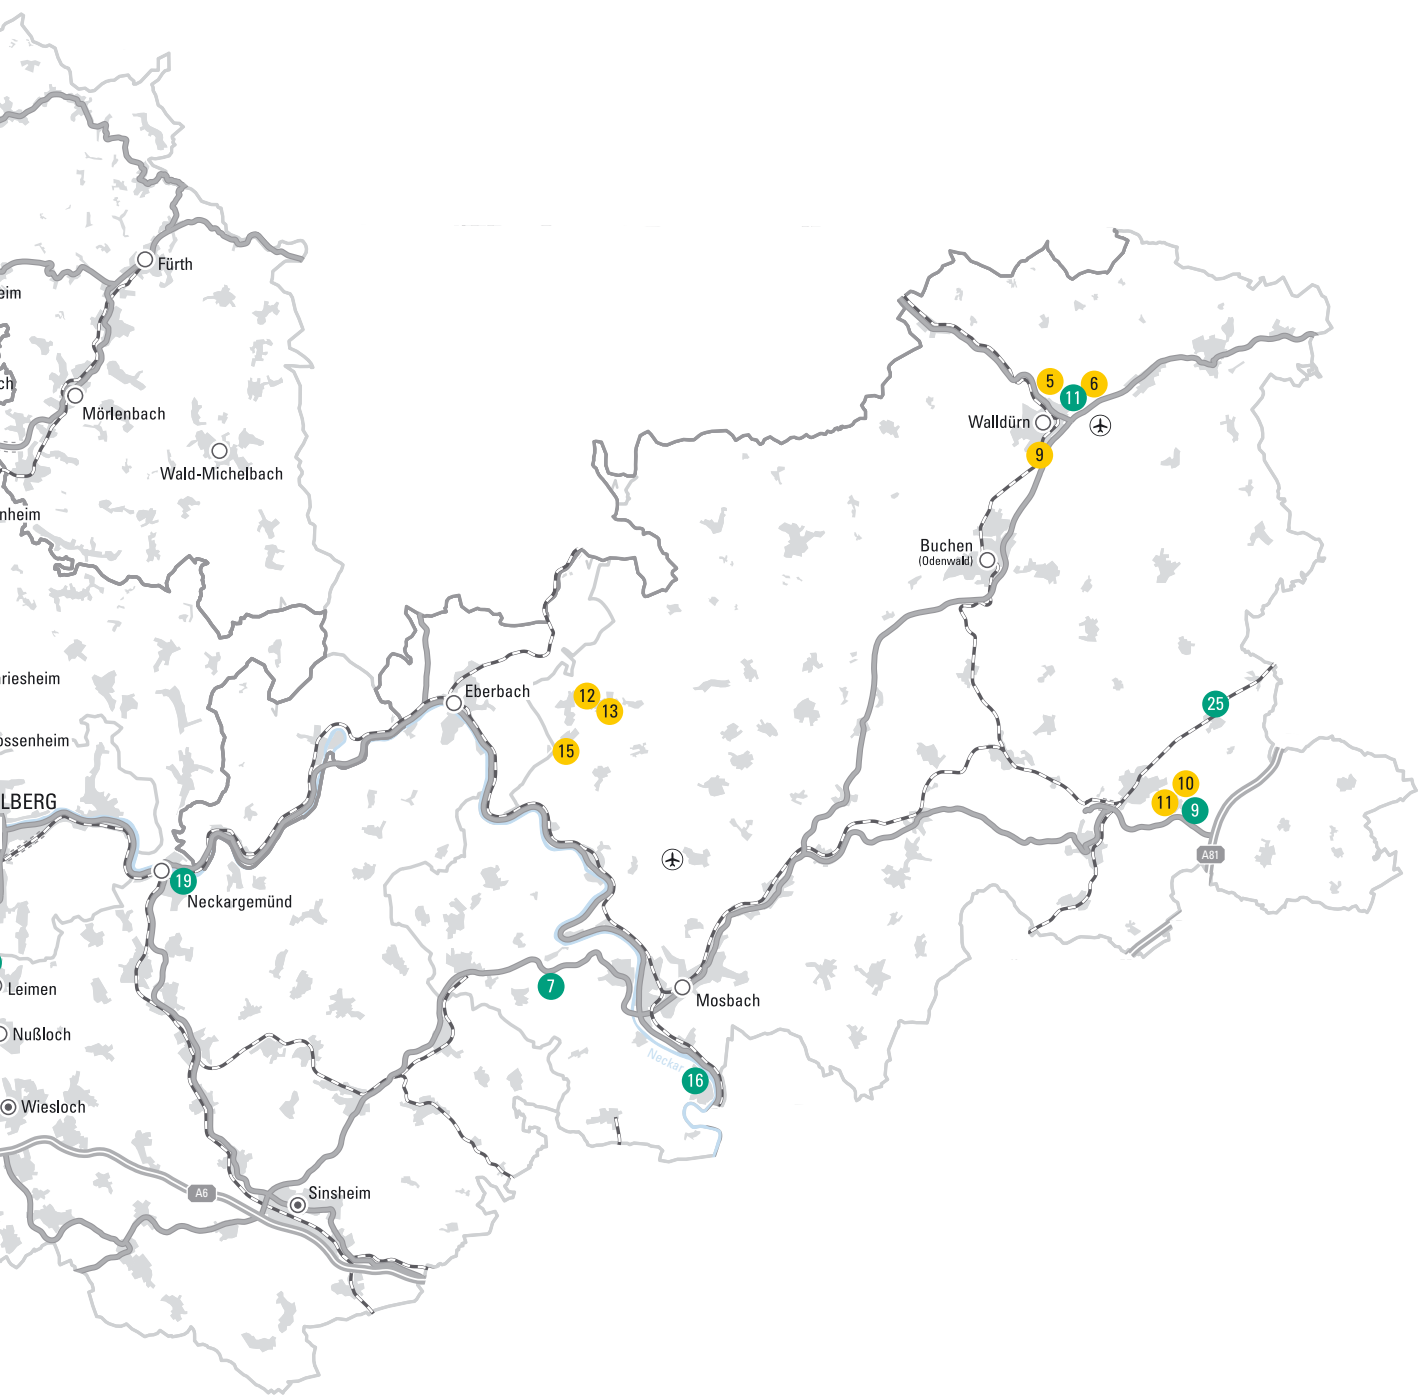 Fürth
eim
ch
Mörlenbach
5
6
11
Walldürn
9
Wald-Michelbach
nheim
Buchen
(Odenwald)
riesheim
Eberbach
12
13
25
ossenheim
15
10
11
9
LBERG
A81
19
Neckargemünd
7
Leimen
Mosbach
Nußloch
Neckar
16
Wiesloch
A6
Sinsheim